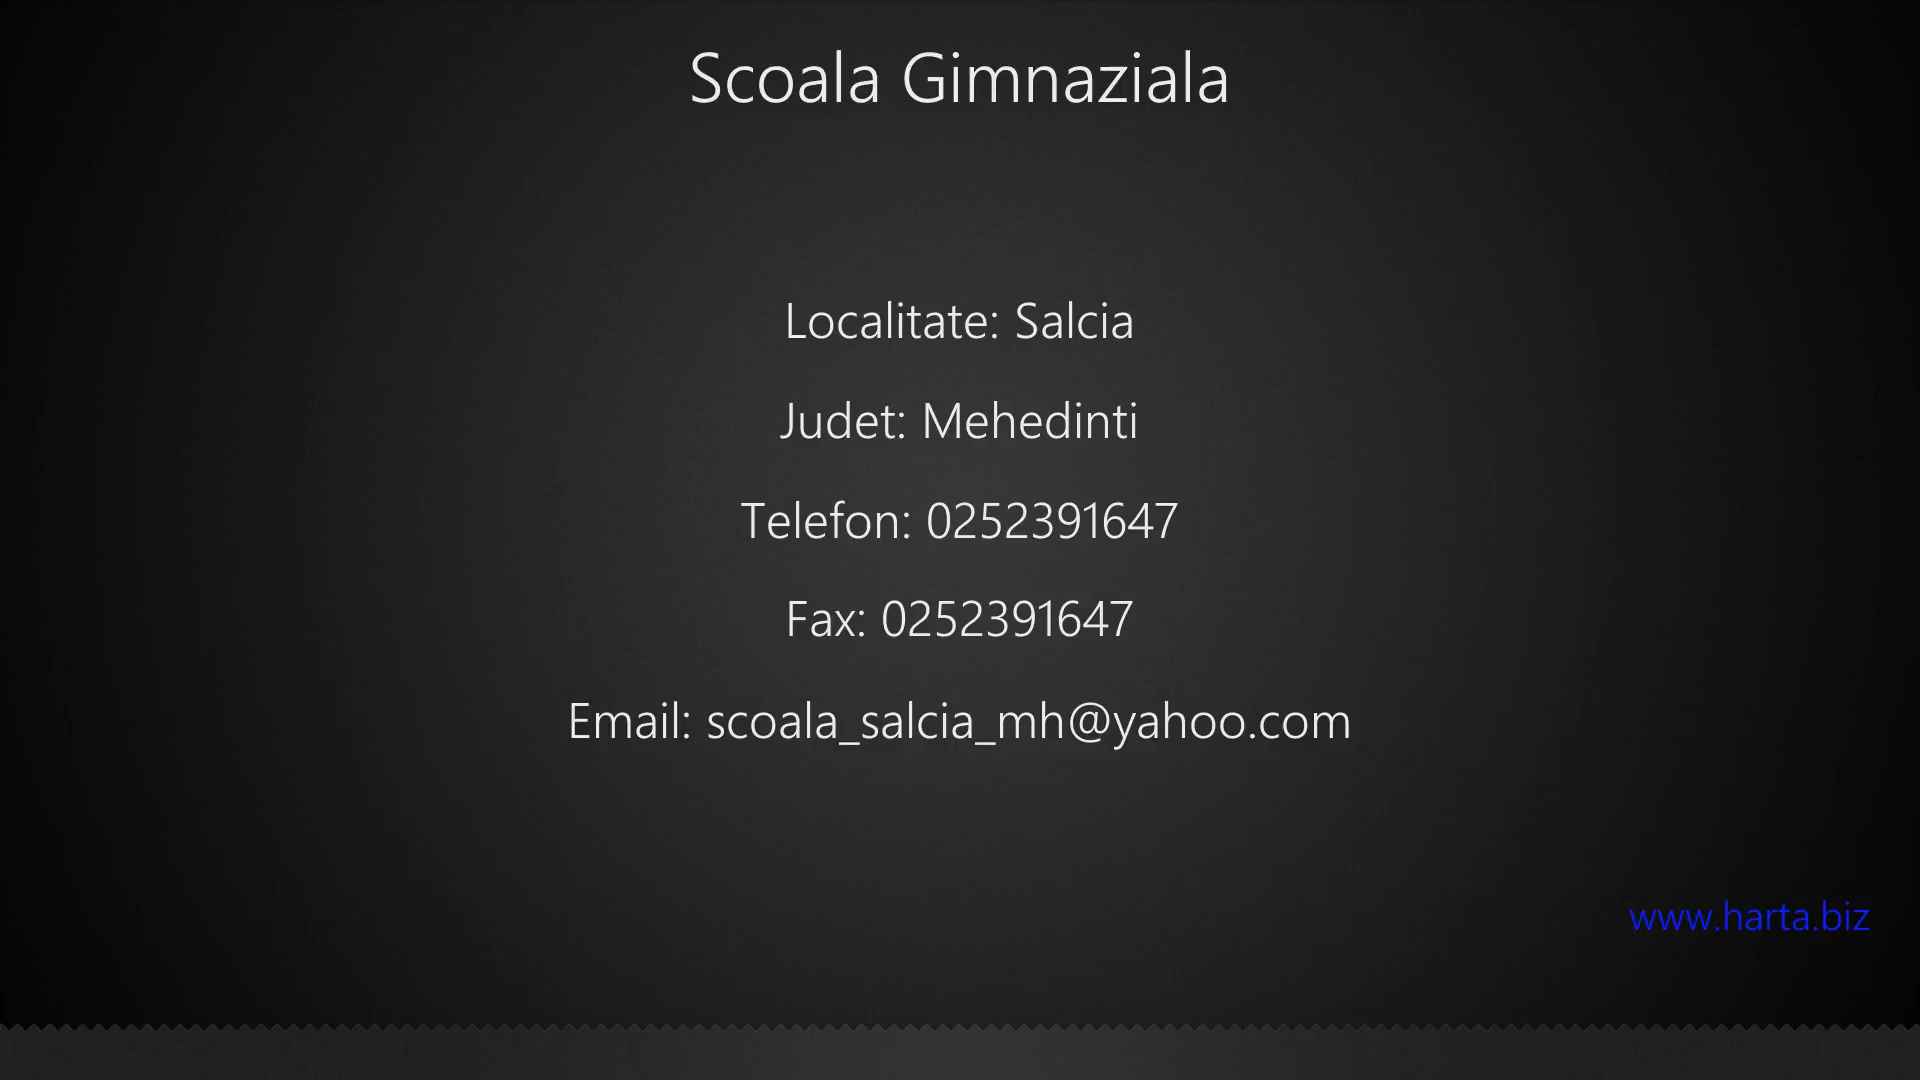 Scoala Gimnaziala
Localitate: Salcia
Judet: Mehedinti
Telefon: 0252391647
Fax: 0252391647
Email: scoala_salcia_mh@yahoo.com
www.harta.biz